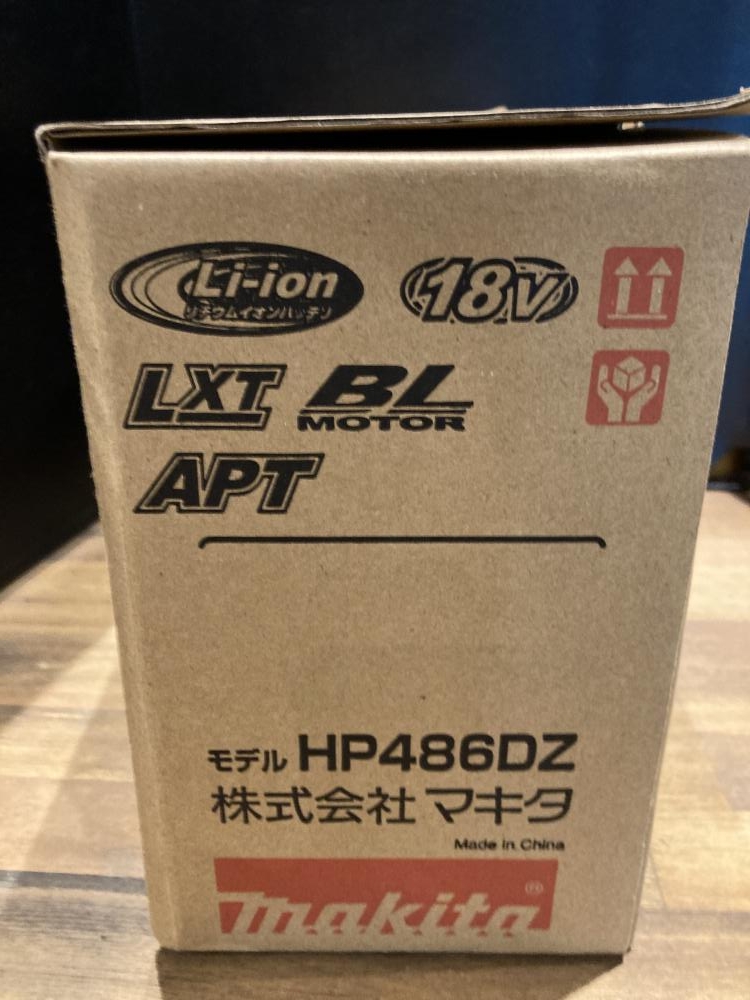 Li-ion 18V
リチウムイオンバッテリ
LXT BL
MOTOR
APT
モデル HP486DZ
株式会社 マキタ
Made in China
makita®